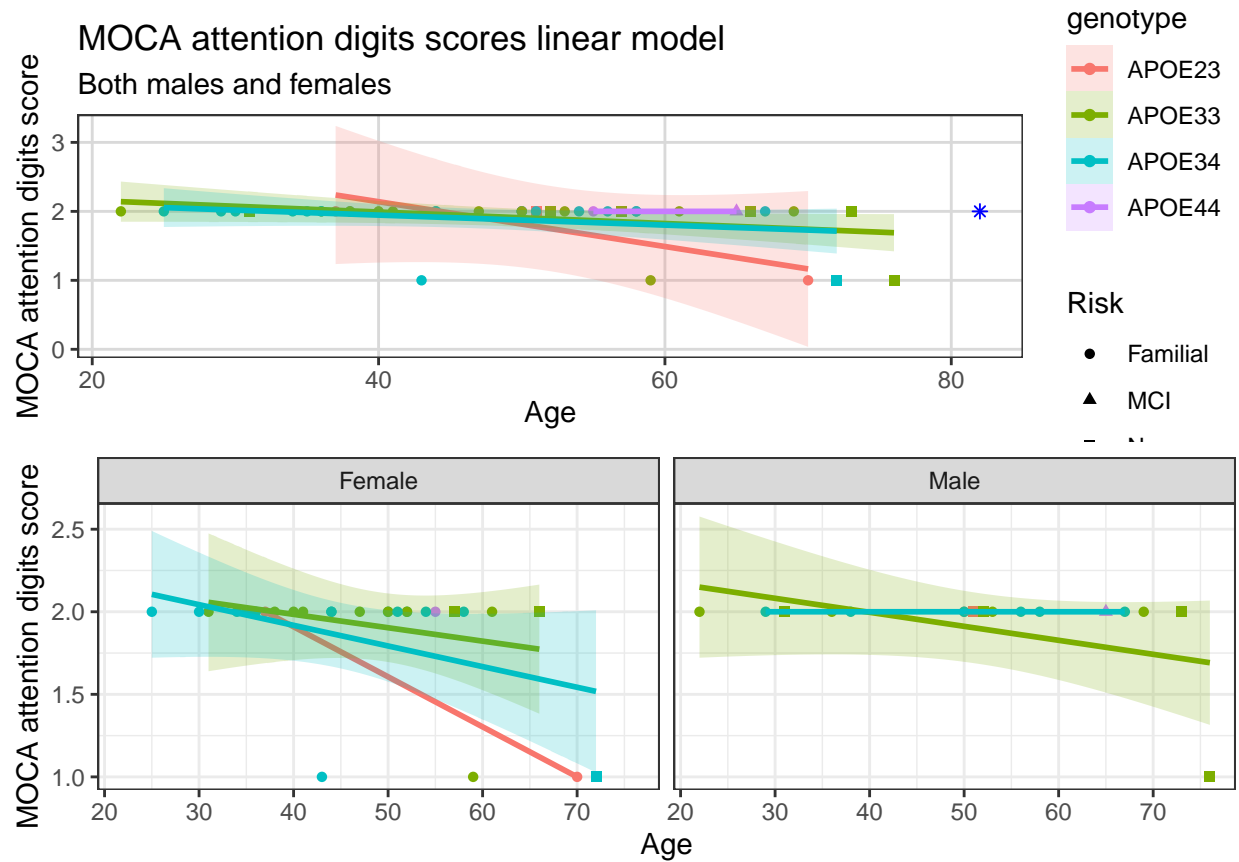 MOCA attention digits scores linear model
Both males and females
MOCA attention digits score
3
2
1
0
20 40 60 80
Age
genotype
APOE23
APOE33
APOE34
APOE44
Risk
Familial
MCI
MOCA attention digits score
Female Male
2.5
2.0
1.5
1.0
20 30 40 50 60 70 20 30 40 50 60 70
Age